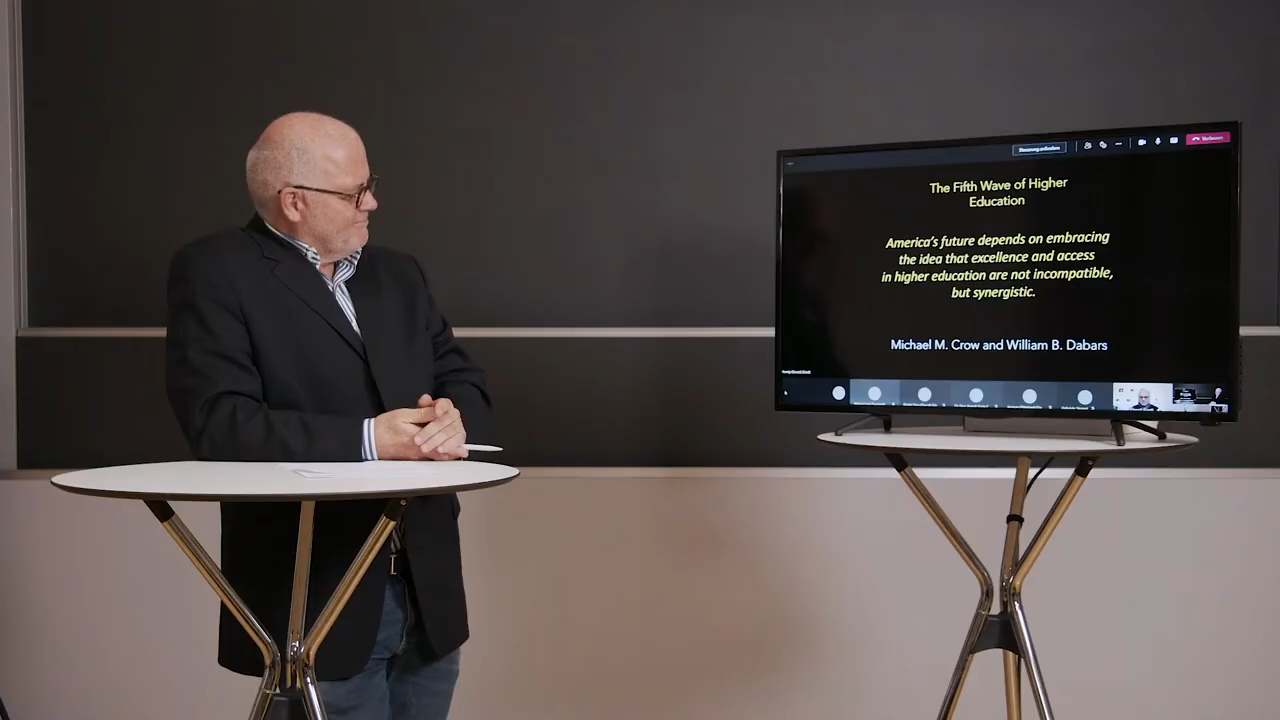 The Fifth Wave of Higher
Education
America's future depends on embracing
the idea that excellence and access
in higher education are not incompatible,
but synergistic.
Michael M. Crow and William B. Dabars